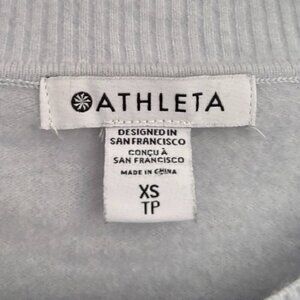 ATHLETA
DESIGNED IN
SAN FRANCISCO
CONÇU À
SAN FRANCISCO
MADE IN CHINA
XS
TP